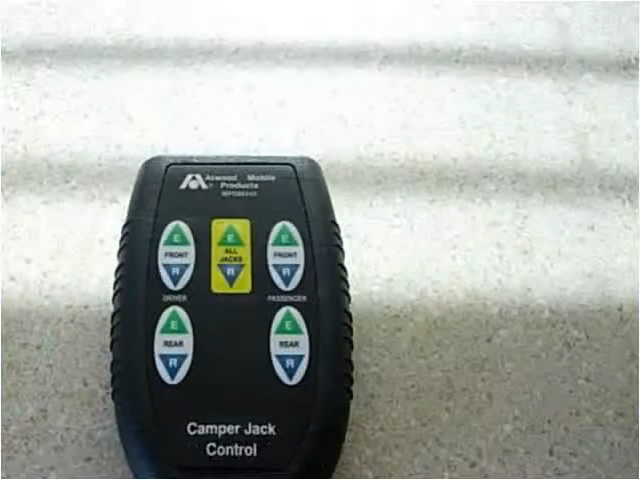 Atwood Mobile
® Products
E
FRONT
R
E
ALL
JACKS
R
E
FRONT
R
DRIVER
PASSENGER
E
REAR
R
E
REAR
R
Camper Jack
Control